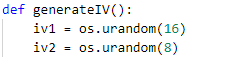 def generateIV():
    iv1 = os.urandom(16)
    iv2 = os.urandom(8)